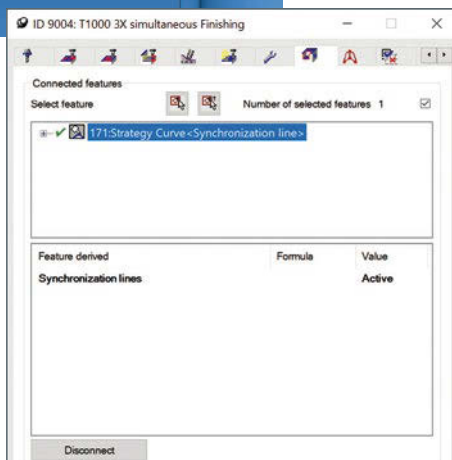 ID 9004: T1000 3X simultaneous Finishing
Connected features
Select feature Number of selected features 1
171:Strategy Curve<Synchronization line>
Feature derived Formula Value
Synchronization lines Active
Disconnect